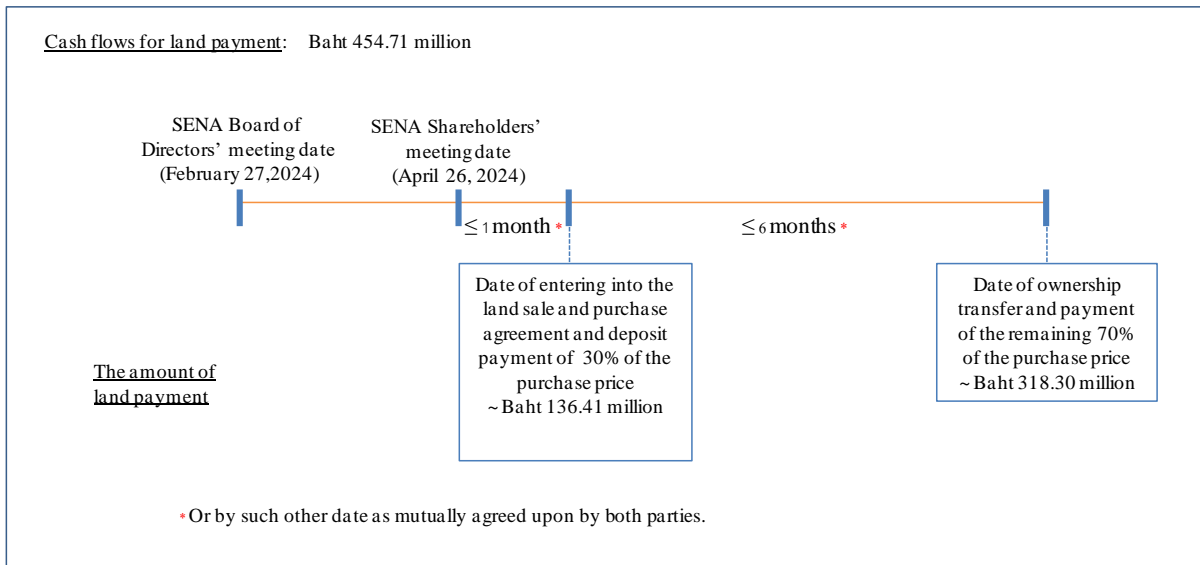 Cash flows for land payment: Baht 454.71 million
SENA Board of
Directors' meeting date
(February 27,2024)
SENA Shareholders'
meeting date
(April 26, 2024)
≤ 1 month *
≤ 6 months *
Date of entering into the
land sale and purchase
agreement and deposit
payment of 30% of the
purchase price
~ Baht 136.41 million
Date of ownership
transfer and payment
of the remaining 70%
of the purchase price
~ Baht 318.30 million
The amount of
land payment
* Or by such other date as mutually agreed upon by both parties.